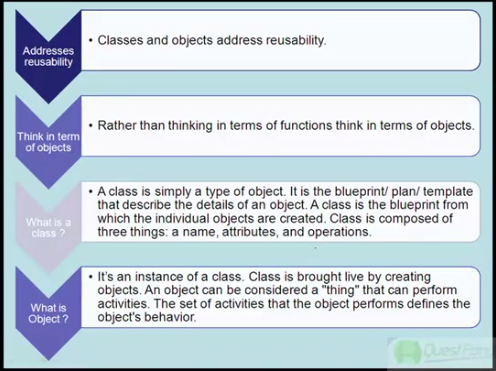 Addresses
reusability
• Classes and objects address reusability.
Think in term
of objects
• Rather than thinking in terms of functions think in terms of objects.
What is a
class ?
• A class is simply a type of object. It is the blueprint/ plan/ template
that describe the details of an object. A class is the blueprint from
which the individual objects are created. Class is composed of
three things: a name, attributes, and operations.
What is
Object ?
• It's an instance of a class. Class is brought live by creating
objects. An object can be considered a "thing" that can perform
activities. The set of activities that the object performs defines the
object's behavior.